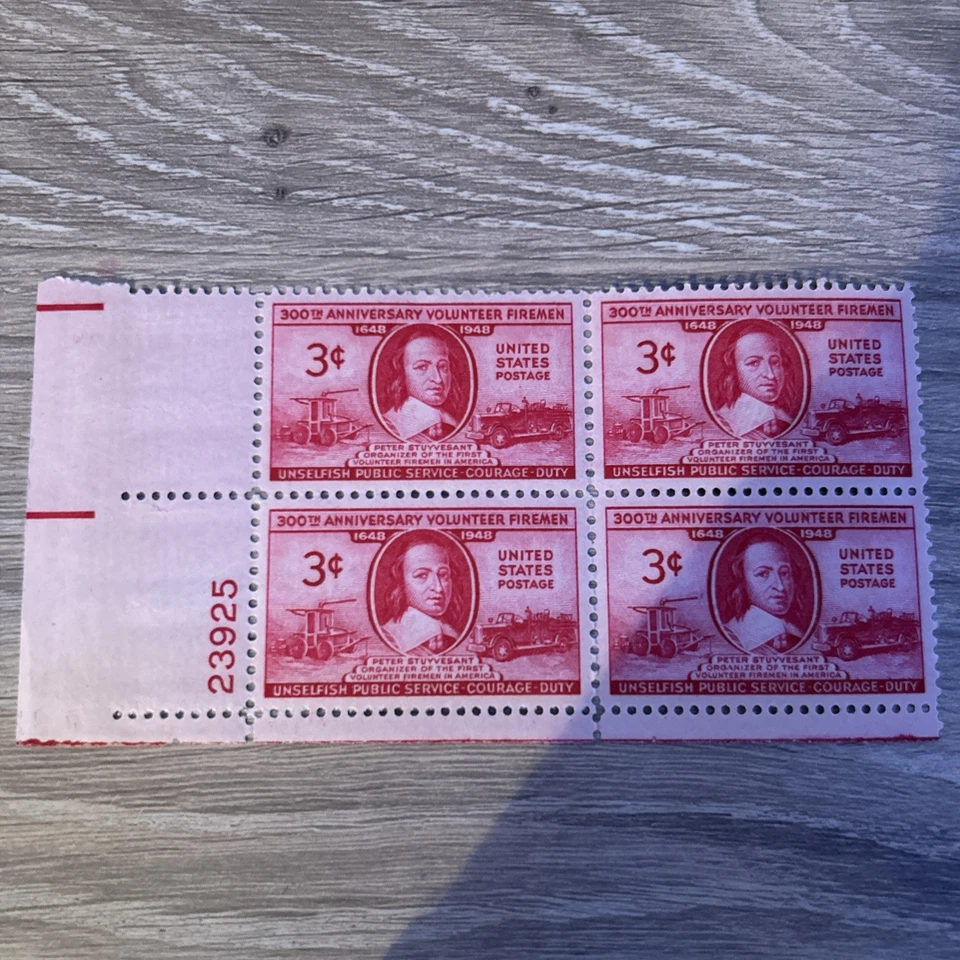 300TH ANNIVERSARY VOLUNTEER FIREMEN
1648 1948
3¢
UNITED
STATES
POSTAGE
PETER STUYVESANT
ORGANIZER OF THE FIRST
VOLUNTEER FIREMEN IN AMERICA
UNSELFISH PUBLIC SERVICE·COURAGE·DUTY
300TH ANNIVERSARY VOLUNTEER FIREMEN
1648 1948
3¢
UNITED
STATES
POSTAGE
PETER STUYVESANT
ORGANIZER OF THE FIRST
VOLUNTEER FIREMEN IN AMERICA
UNSELFISH PUBLIC SERVICE·COURAGE·DUTY
23925
300TH ANNIVERSARY VOLUNTEER FIREMEN
1648 1948
3¢
UNITED
STATES
POSTAGE
PETER STUYVESANT
ORGANIZER OF THE FIRST
VOLUNTEER FIREMEN IN AMERICA
UNSELFISH PUBLIC SERVICE·COURAGE·DUTY
300TH ANNIVERSARY VOLUNTEER FIREMEN
1648 1948
3¢
UNITED
STATES
POSTAGE
PETER STUYVESANT
ORGANIZER OF THE FIRST
VOLUNTEER FIREMEN IN AMERICA
UNSELFISH PUBLIC SERVICE·COURAGE·DUTY